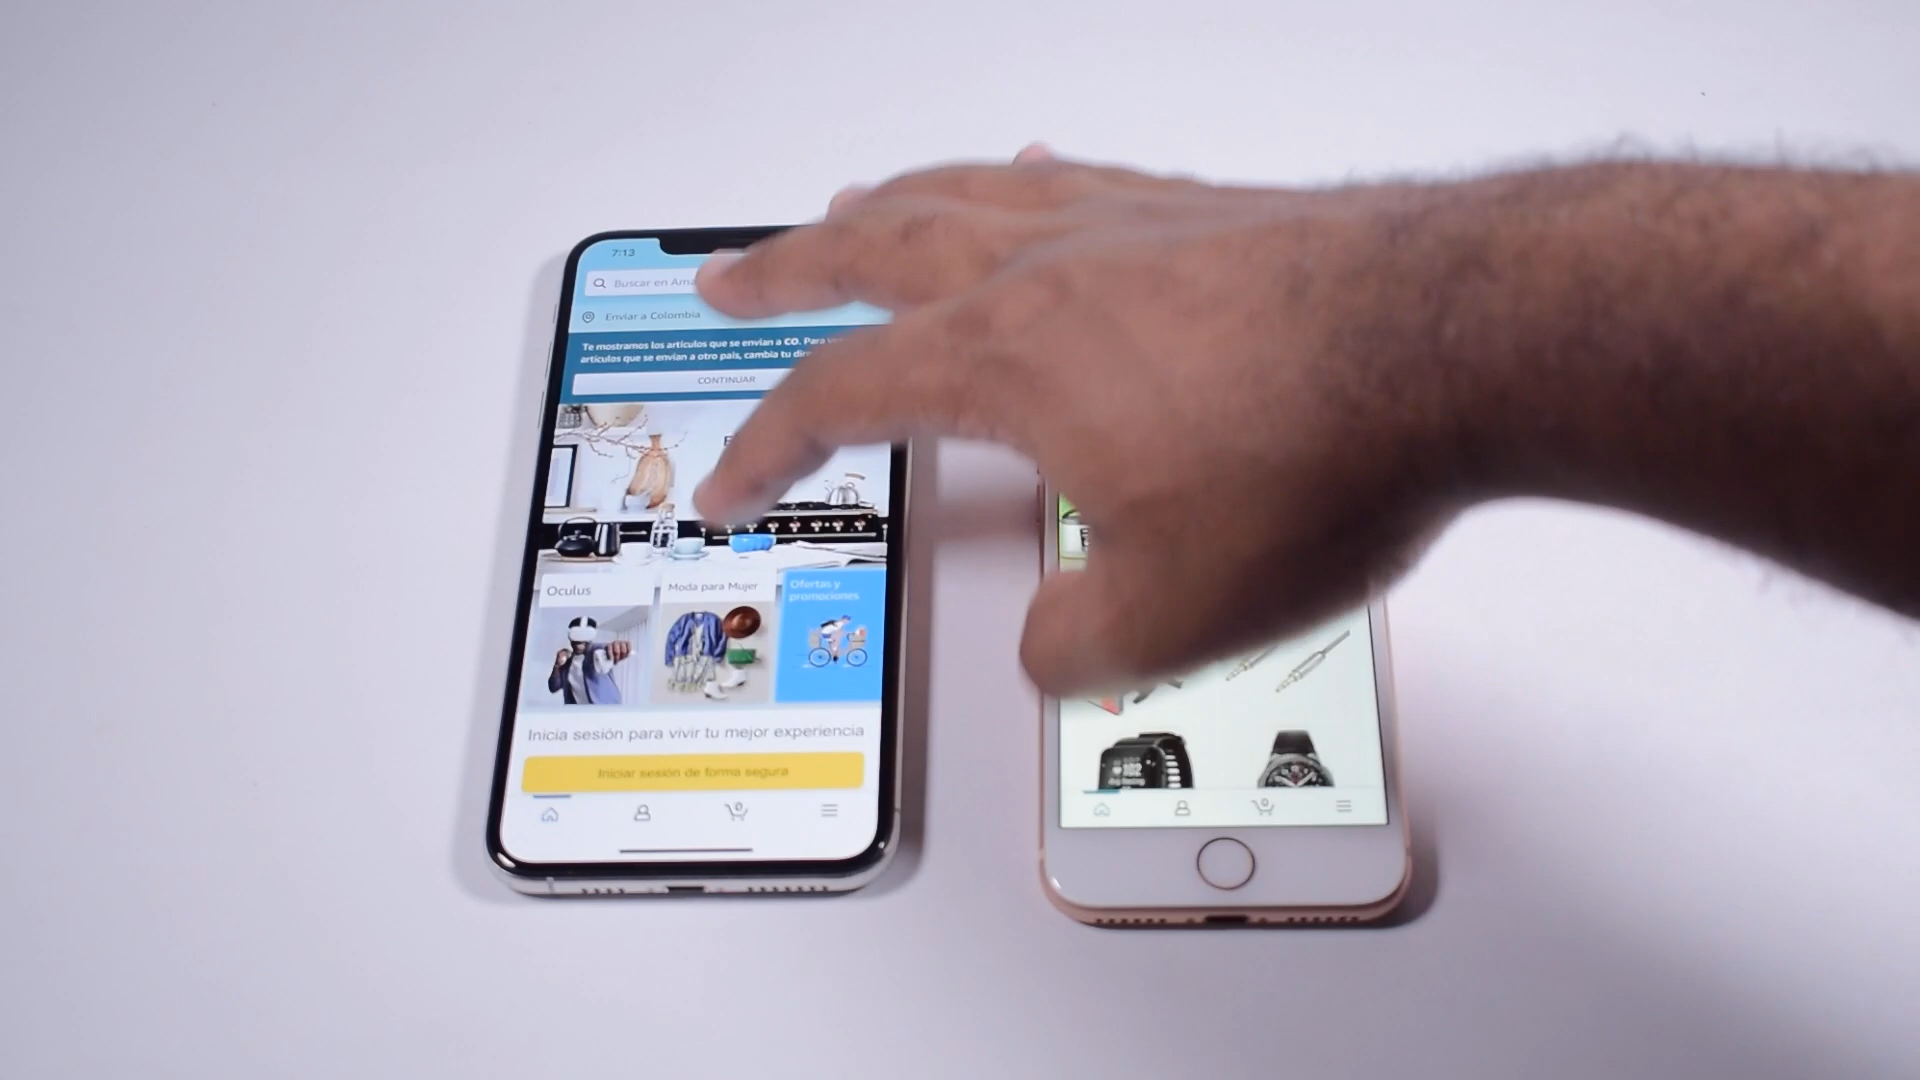 7:13
Buscar en Ama
Enviar a Colombia
Te mostramos los artículos que se envían a CO. Para
artículos que se envían a otro país, cambia tu dire
CONTINUAR
Oculus
Moda para Mujer
Ofertas y
promociones
Inicia sesión para vivir tu mejor experiencia
Iniciar sesión de forma segura
0
0
102